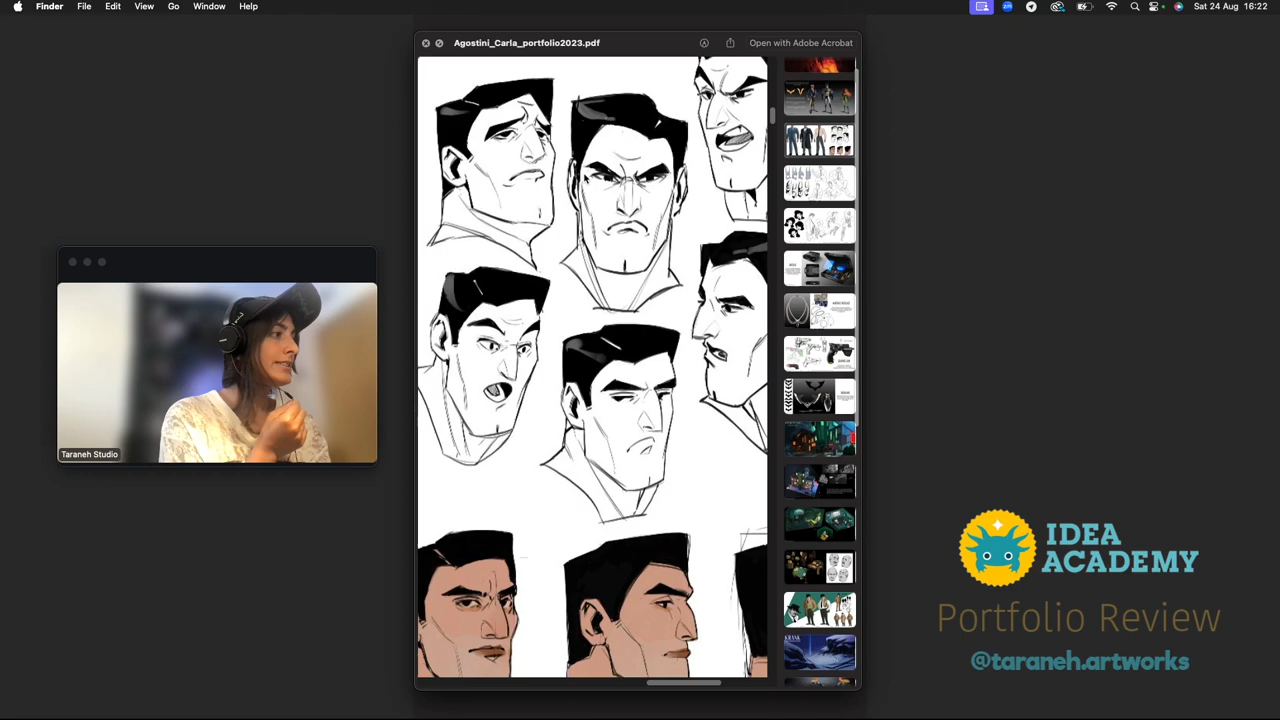 Finder File Edit View Go Window Help
Sat 24 Aug 16:22
Agostini_Carla_portfolio2023.pdf
Open with Adobe Acrobat
Taraneh Studio
IDEA
ACADEMY
Portfolio Review
@taraneh.artworks